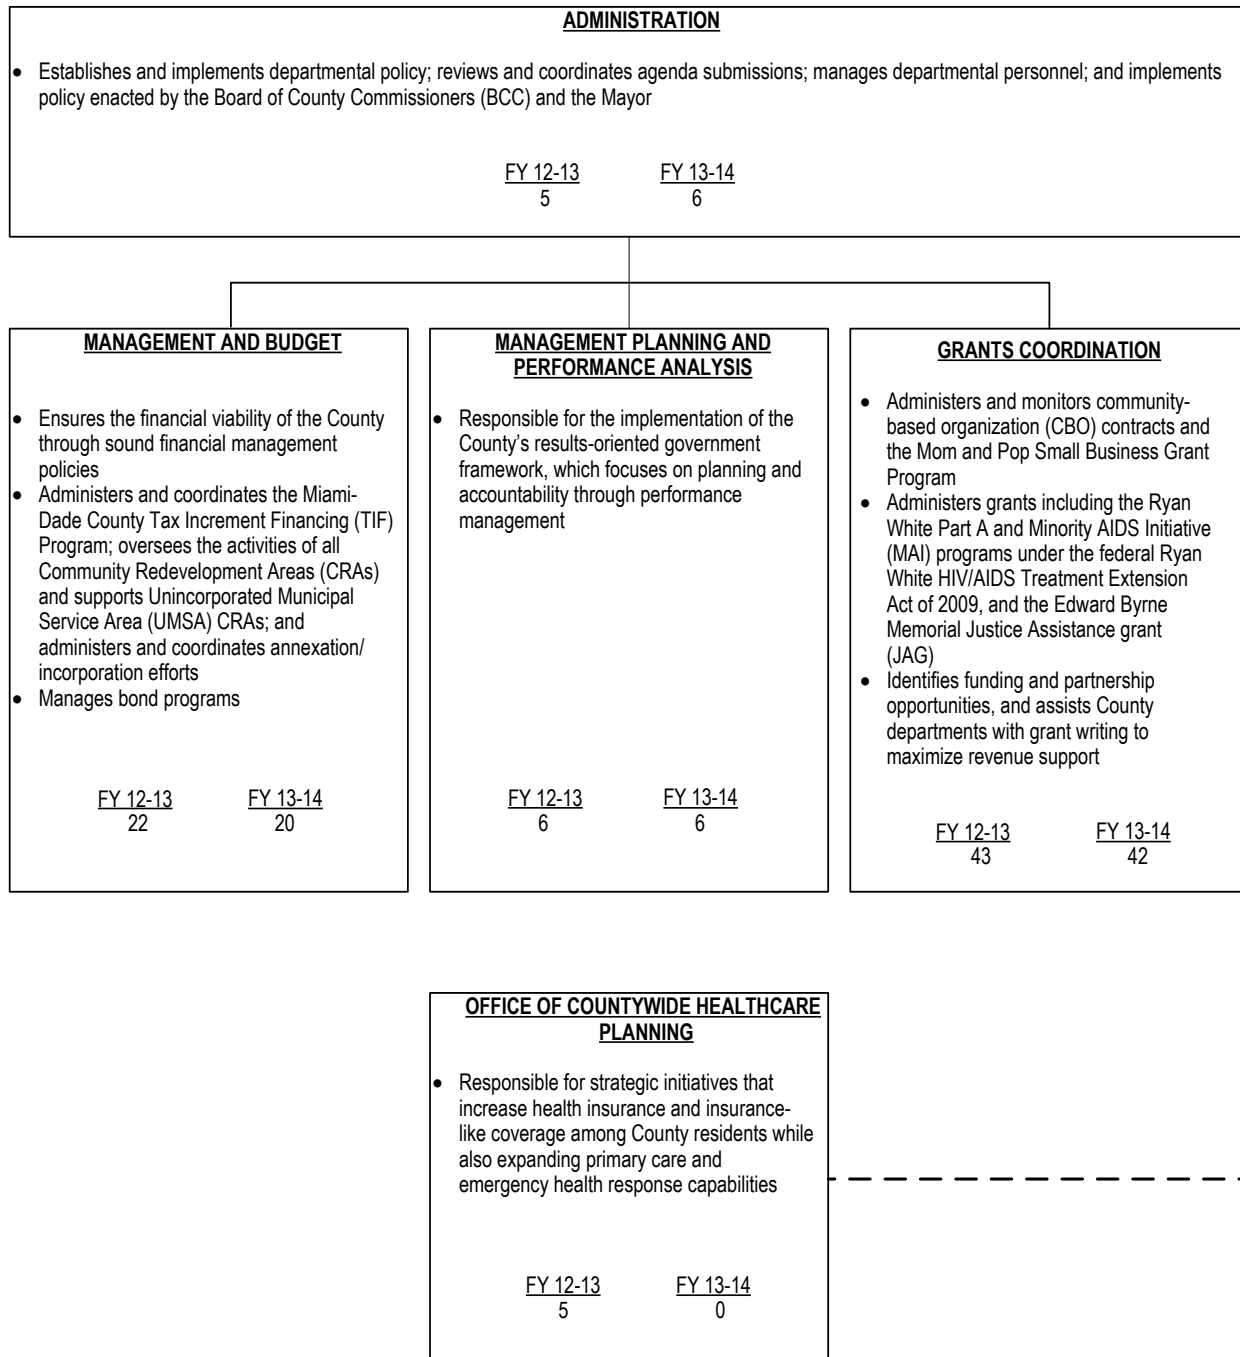 ADMINISTRATION
• Establishes and implements departmental policy; reviews and coordinates agenda submissions; manages departmental personnel; and implements
policy enacted by the Board of County Commissioners (BCC) and the Mayor
FY 12-13 FY 13-14
5 6
MANAGEMENT AND BUDGET
• Ensures the financial viability of the County
through sound financial management
policies
• Administers and coordinates the Miami-
Dade County Tax Increment Financing (TIF)
Program; oversees the activities of all
Community Redevelopment Areas (CRAs)
and supports Unincorporated Municipal
Service Area (UMSA) CRAs; and
administers and coordinates annexation/
incorporation efforts
• Manages bond programs
FY 12-13 FY 13-14
22 20
MANAGEMENT PLANNING AND
PERFORMANCE ANALYSIS
• Responsible for the implementation of the
County's results-oriented government
framework, which focuses on planning and
accountability through performance
management
FY 12-13 FY 13-14
6 6
GRANTS COORDINATION
• Administers and monitors community-
based organization (CBO) contracts and
the Mom and Pop Small Business Grant
Program
• Administers grants including the Ryan
White Part A and Minority AIDS Initiative
(MAI) programs under the federal Ryan
White HIV/AIDS Treatment Extension
Act of 2009, and the Edward Byrne
Memorial Justice Assistance grant
(JAG)
• Identifies funding and partnership
opportunities, and assists County
departments with grant writing to
maximize revenue support
FY 12-13 FY 13-14
43 42
OFFICE OF COUNTYWIDE HEALTHCARE
PLANNING
• Responsible for strategic initiatives that
increase health insurance and insurance-
like coverage among County residents while
also expanding primary care and
emergency health response capabilities
FY 12-13 FY 13-14
5 0